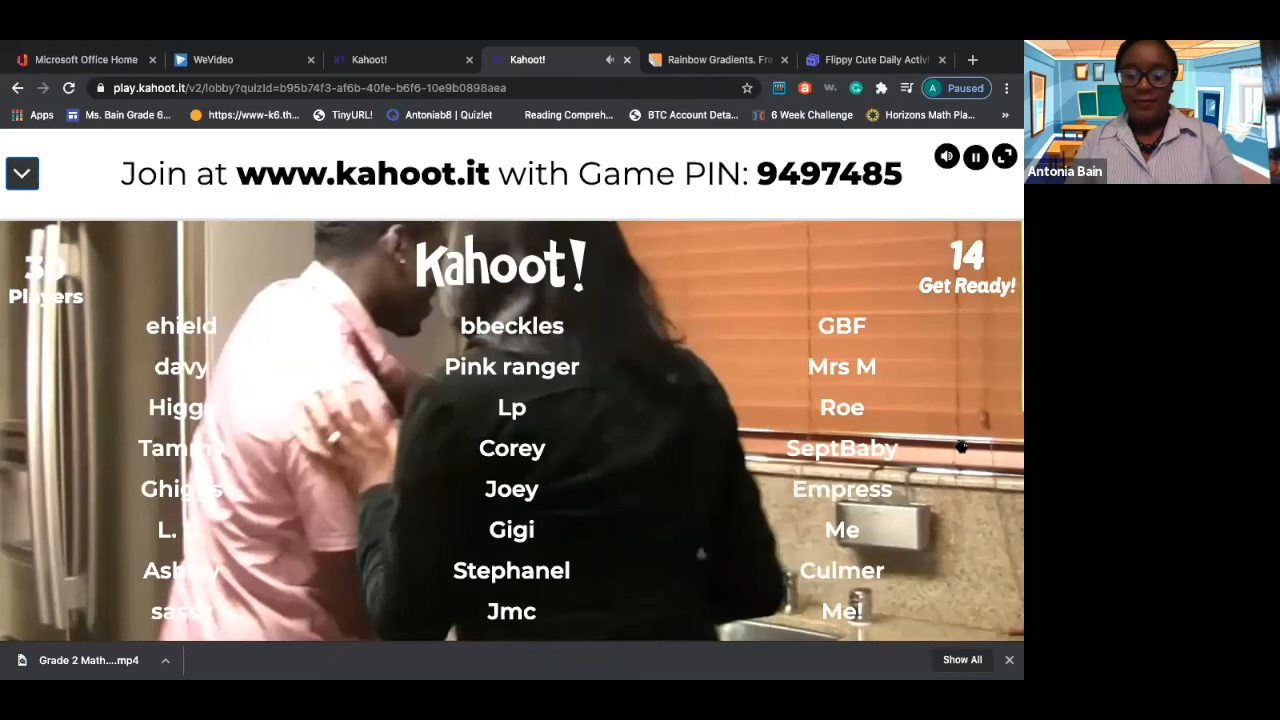 Microsoft Office Home
WeVideo
Kahoot!
Kahoot!
Rainbow Gradients. Fre
Flippy Cute Daily Activi
play.kahoot.it/v2/lobby?quizId=b95b74f3-af6b-40fe-b6f6-10e9b0898aea
Paused
Apps
Ms. Bain Grade 6...
https://www-k6.th...
TinyURL!
Antoniab8 | Quizlet
Reading Compreh...
BTC Account Deta...
6 Week Challenge
Horizons Math Pla...
Join at www.kahoot.it with Game PIN: 9497485
Antonia Bain
Kahoot!
14
Get Ready!
Players
ehield
bbeckles
GBF
davy
Pink ranger
Mrs M
Lp
Roe
Corey
SeptBaby
Joey
Empress
L.
Gigi
Me
Ashley
Stephanel
Culmer
Jmc
Me!
Grade 2 Math....mp4
Show All